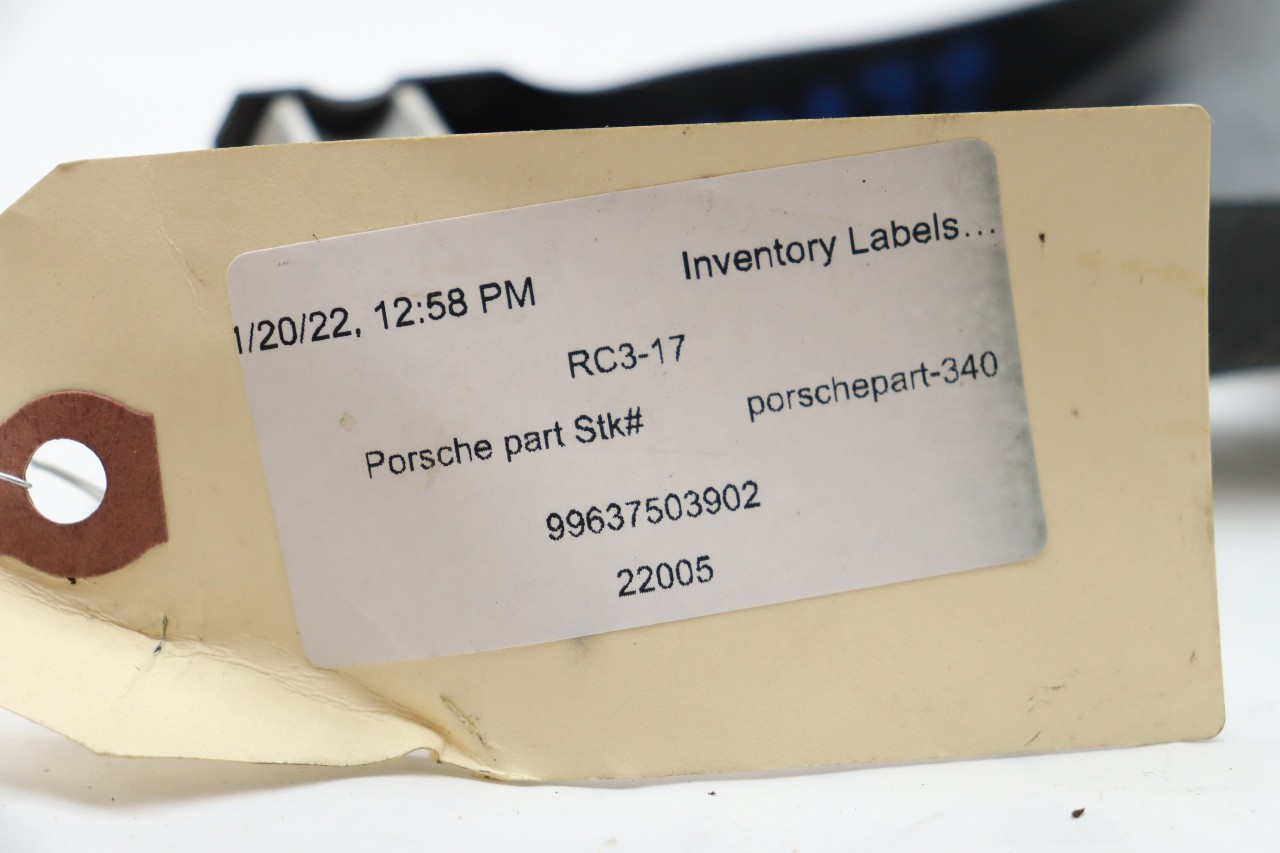 1/20/22, 12:58 PM Inventory Labels...
RC3-17
Porsche part Stk# porschepart-340
99637503902
22005